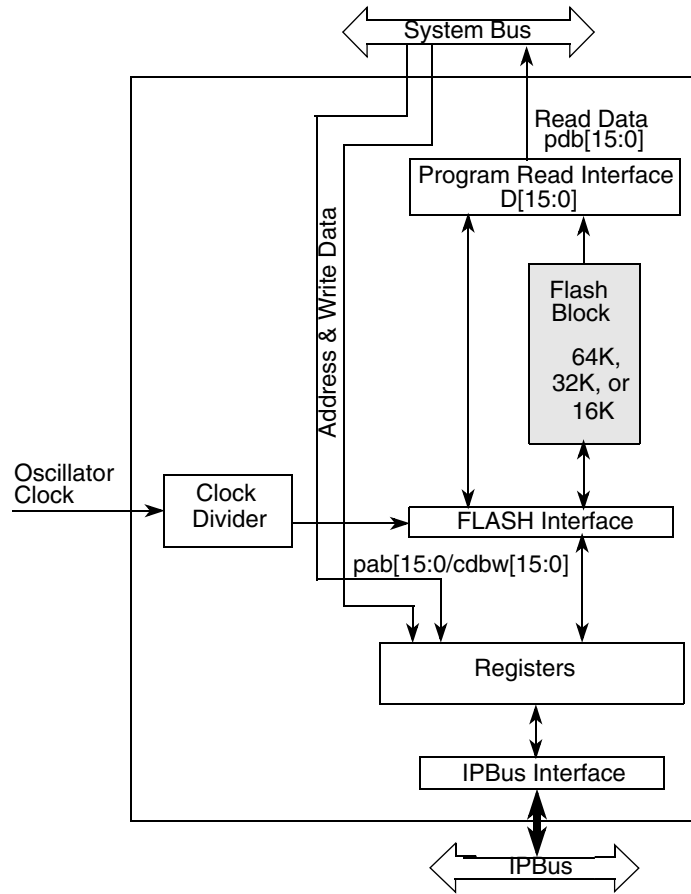 System Bus
Read Data
pdb[15:0]
Program Read Interface
D[15:0]
Address & Write Data
Flash
Block
64K,
32K, or
16K
Oscillator
Clock
Clock
Divider
FLASH Interface
pab[15:0/cdbw[15:0]
Registers
IPBus Interface
IPBus